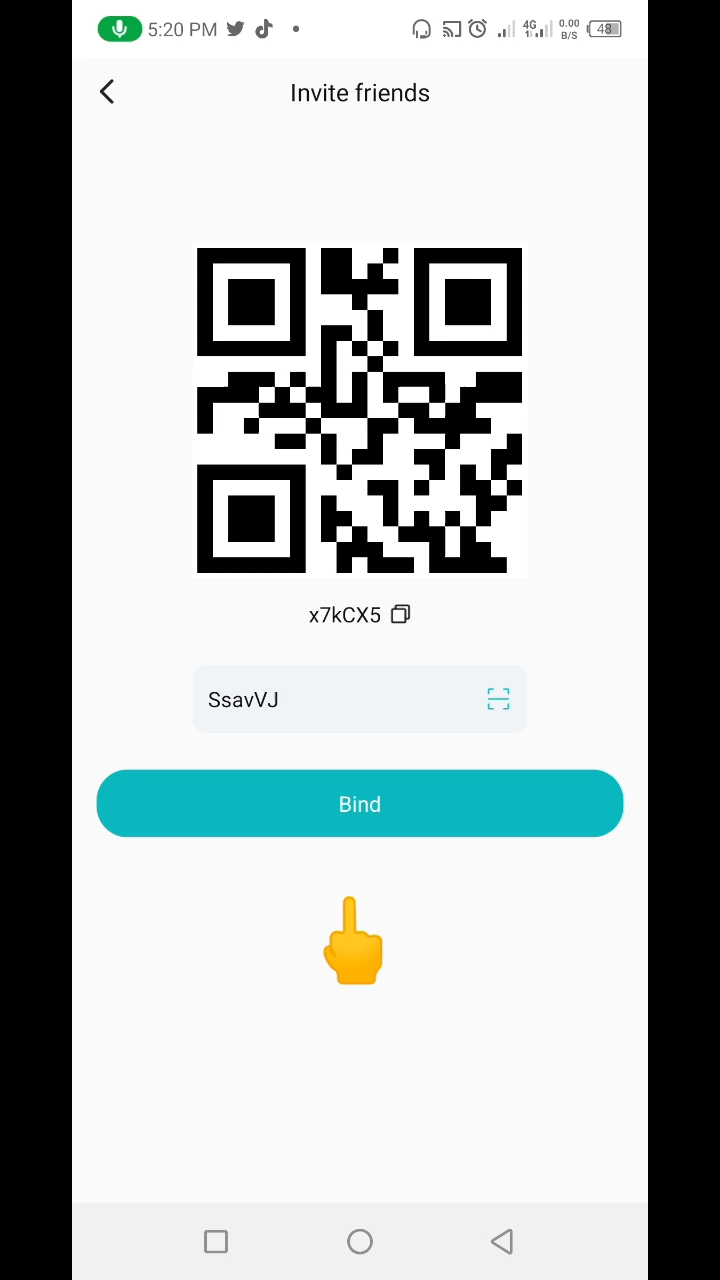 5:20 PM
4G
0.00
B/S
48
Invite friends
x7kCX5
SsavVJ
Bind